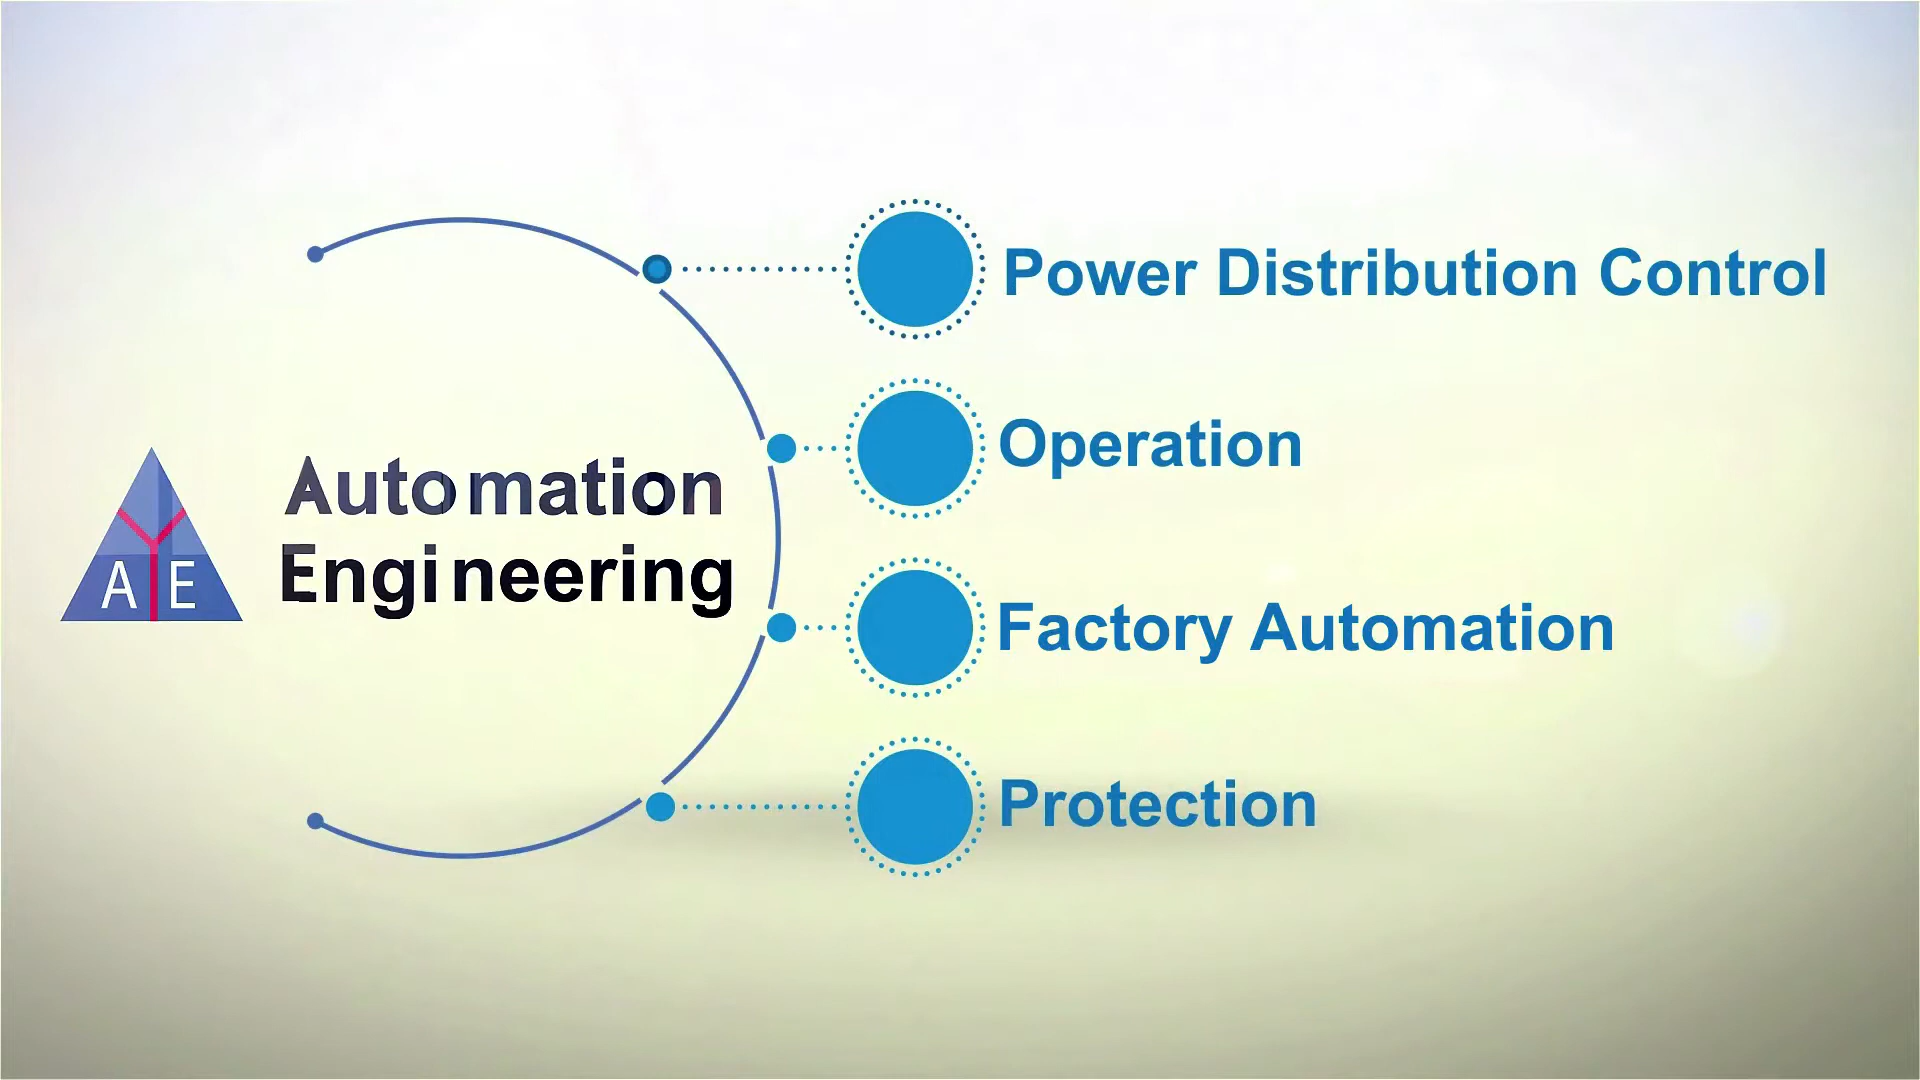 A E
Automation
Engineering
Power Distribution Control
Operation
Factory Automation
Protection